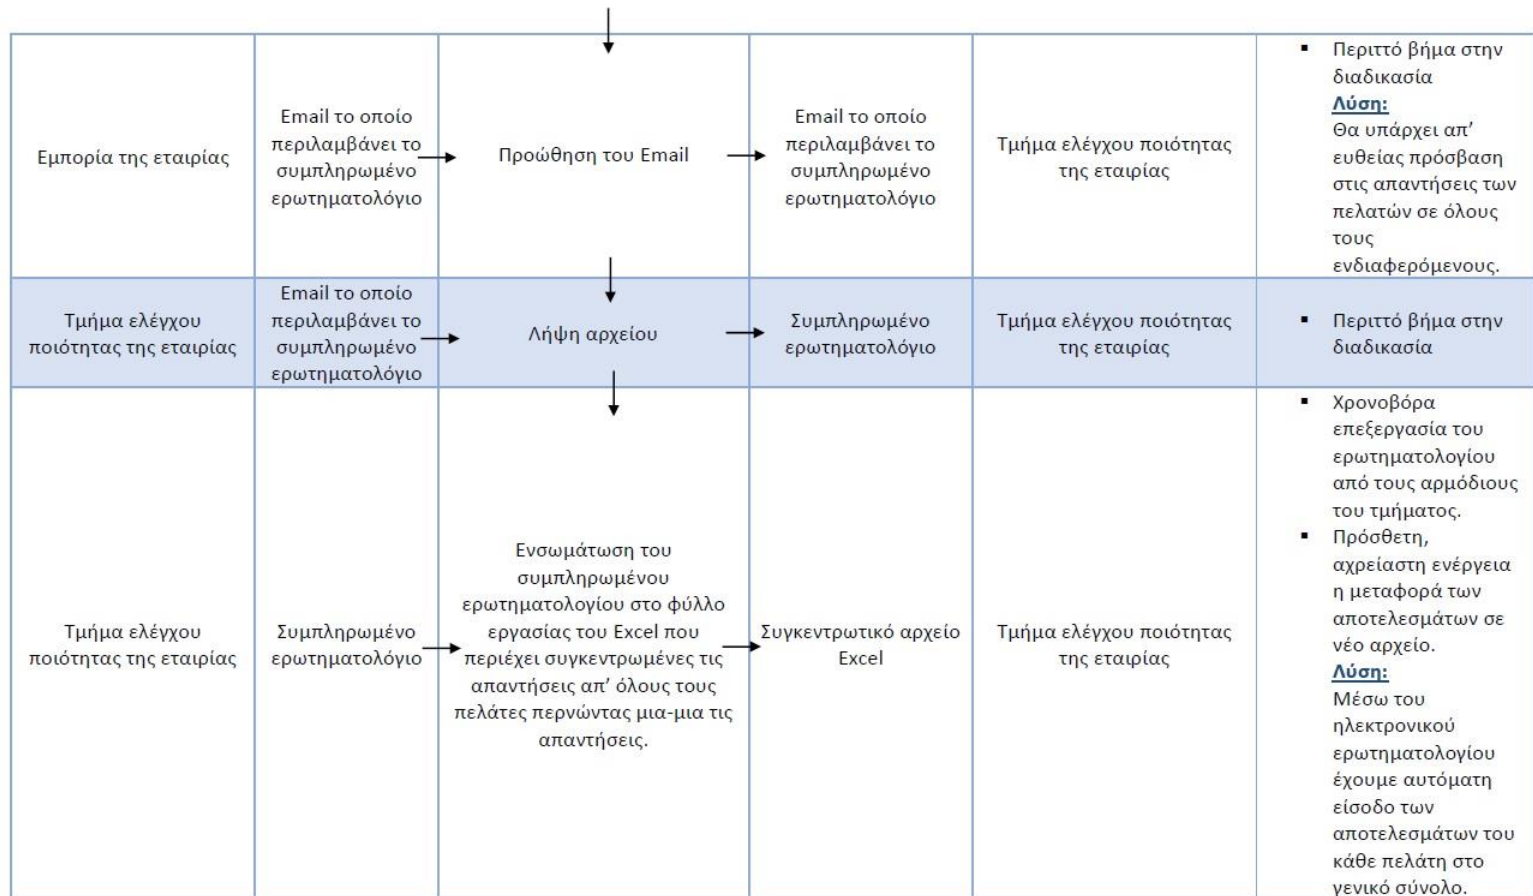 Εμπορία της εταιρίας
Email το οποίο
περιλαμβάνει το
συμπληρωμένο
ερωτηματολόγιο
Προώθηση του Email
Email το οποίο
περιλαμβάνει το
συμπληρωμένο
ερωτηματολόγιο
Τμήμα ελέγχου ποιότητας
της εταιρίας
▪ Περιττό βήμα στην
διαδικασία
Λύση:
Θα υπάρχει απ’
ευθείας πρόσβαση
στις απαντήσεις των
πελατών σε όλους
τους
ενδιαφερόμενους.
Τμήμα ελέγχου
ποιότητας της εταιρίας
Email το οποίο
περιλαμβάνει το
συμπληρωμένο
ερωτηματολόγιο
Λήψη αρχείου
Συμπληρωμένο
ερωτηματολόγιο
Τμήμα ελέγχου ποιότητας
της εταιρίας
▪ Περιττό βήμα στην
διαδικασία
Τμήμα ελέγχου
ποιότητας της εταιρίας
Συμπληρωμένο
ερωτηματολόγιο
Ενσωμάτωση του
συμπληρωμένου
ερωτηματολογίου στο φύλλο
εργασίας του Excel που
περιέχει συγκεντρωμένες τις
απαντήσεις απ’ όλους τους
πελάτες περνώντας μια-μια τις
απαντήσεις.
Συγκεντρωτικό αρχείο
Excel
Τμήμα ελέγχου ποιότητας
της εταιρίας
▪ Χρονοβόρα
επεξεργασία του
ερωτηματολογίου
από τους αρμόδιους
του τμήματος.
▪ Πρόσθετη,
αχρείαστη ενέργεια
η μεταφορά των
αποτελεσμάτων σε
νέο αρχείο.
Λύση:
Μέσω του
ηλεκτρονικού
ερωτηματολογίου
έχουμε αυτόματη
είσοδο των
αποτελεσμάτων του
κάθε πελάτη στο
γενικό σύνολο.